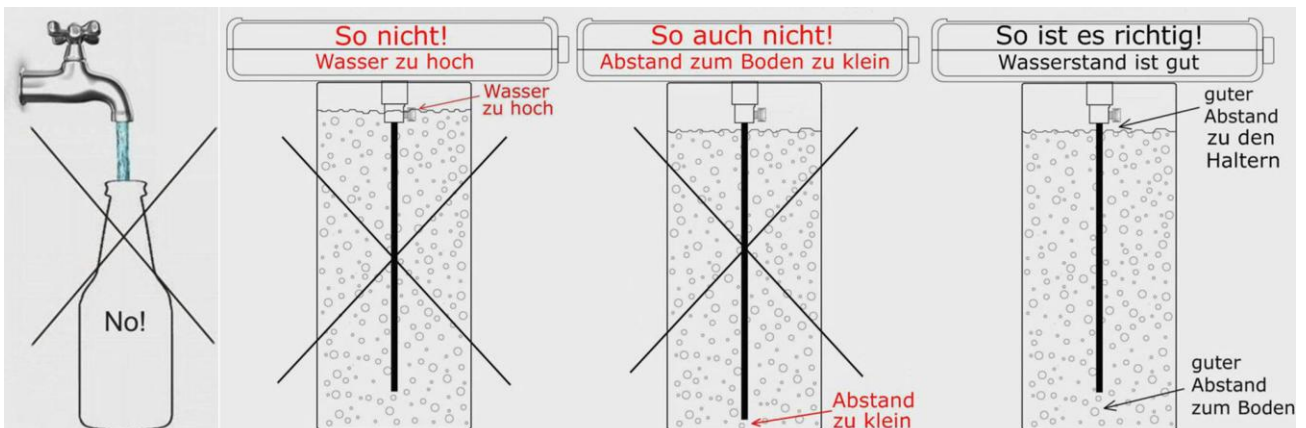 No!
So nicht!
Wasser zu hoch
Wasser
zu hoch
So auch nicht!
Abstand zum Boden zu klein
Abstand
zu klein
So ist es richtig!
Wasserstand ist gut
guter
Abstand
zu den
Haltern
guter
Abstand
zum Boden